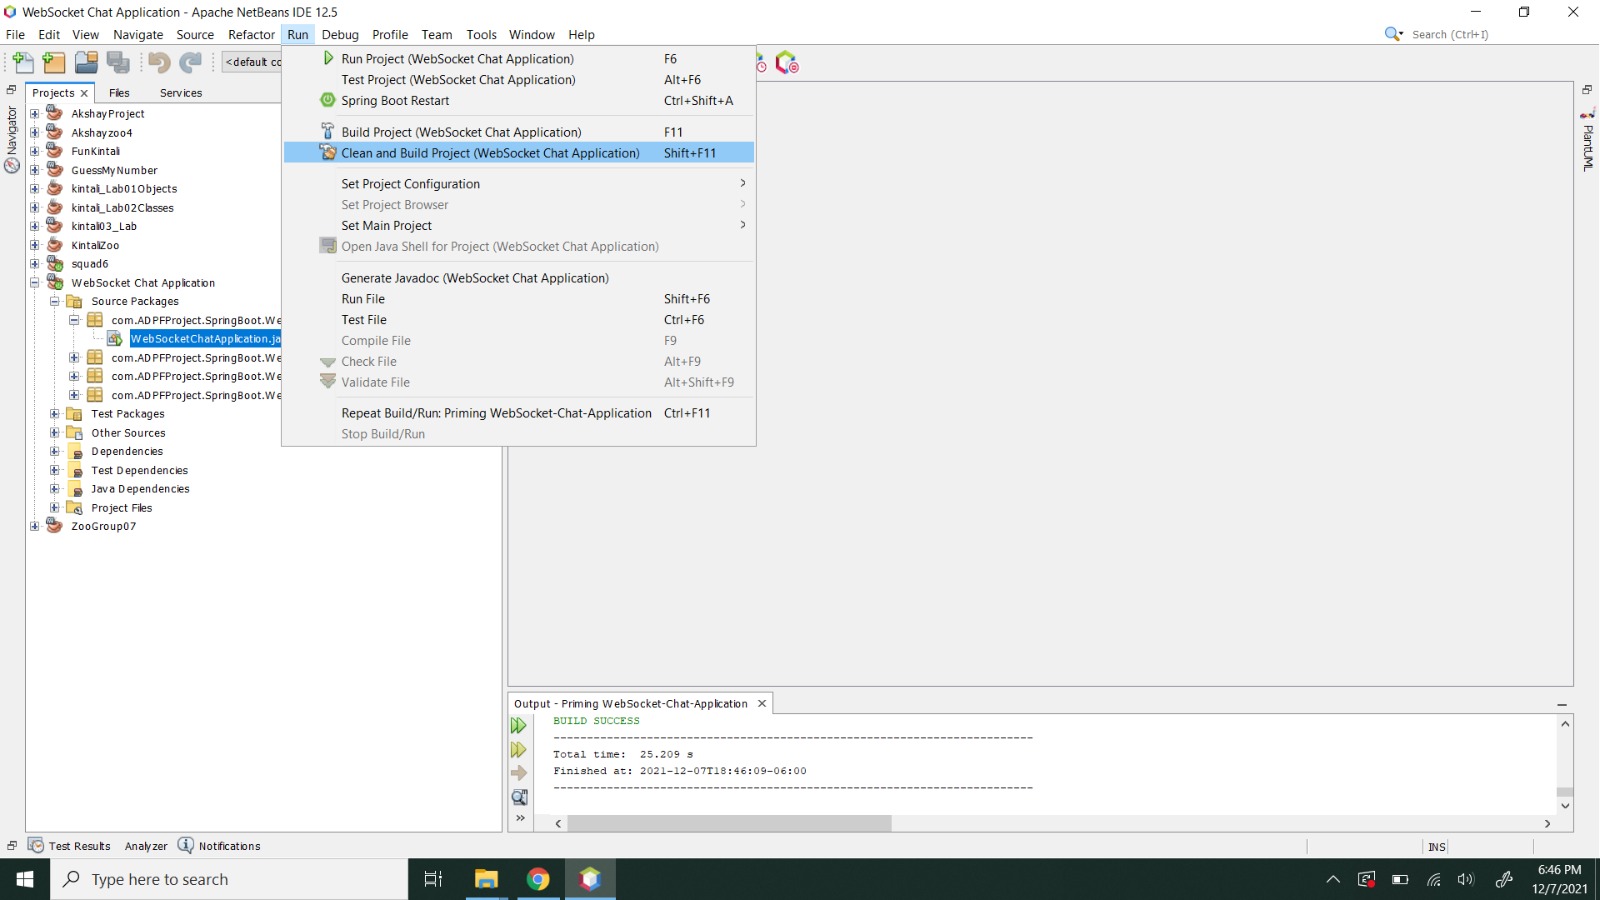 WebSocket Chat Application - Apache NetBeans IDE 12.5
File Edit View Navigate Source Refactor Run Debug Profile Team Tools Window Help
Search (Ctrl+I)
<default co
Projects Files Services
Navigator
PlantUML
AkshayProject
Akshayzoo4
FunKintali
GuessMyNumber
kintali_Lab01Objects
kintali_Lab02Classes
kintali03_Lab
KintaliZoo
squad6
WebSocket Chat Application
Source Packages
com.ADPFProject.SpringBoot.We
WebSocketChatApplication.ja
com.ADPFProject.SpringBoot.We
com.ADPFProject.SpringBoot.We
com.ADPFProject.SpringBoot.We
Test Packages
Other Sources
Dependencies
Test Dependencies
Java Dependencies
Project Files
ZooGroup07
Run Project (WebSocket Chat Application) F6
Test Project (WebSocket Chat Application) Alt+F6
Spring Boot Restart Ctrl+Shift+A
Build Project (WebSocket Chat Application) F11
Clean and Build Project (WebSocket Chat Application) Shift+F11
Set Project Configuration
Set Project Browser
Set Main Project
Open Java Shell for Project (WebSocket Chat Application)
Generate Javadoc (WebSocket Chat Application)
Run File Shift+F6
Test File Ctrl+F6
Compile File F9
Check File Alt+F9
Validate File Alt+Shift+F9
Repeat Build/Run: Priming WebSocket-Chat-Application Ctrl+F11
Stop Build/Run
Output - Priming WebSocket-Chat-Application
BUILD SUCCESS
------------------------------------------------------------------------
Total time:  25.209 s
Finished at: 2021-12-07T18:46:09-06:00
------------------------------------------------------------------------
Test Results Analyzer Notifications
INS
Type here to search
6:46 PM
12/7/2021